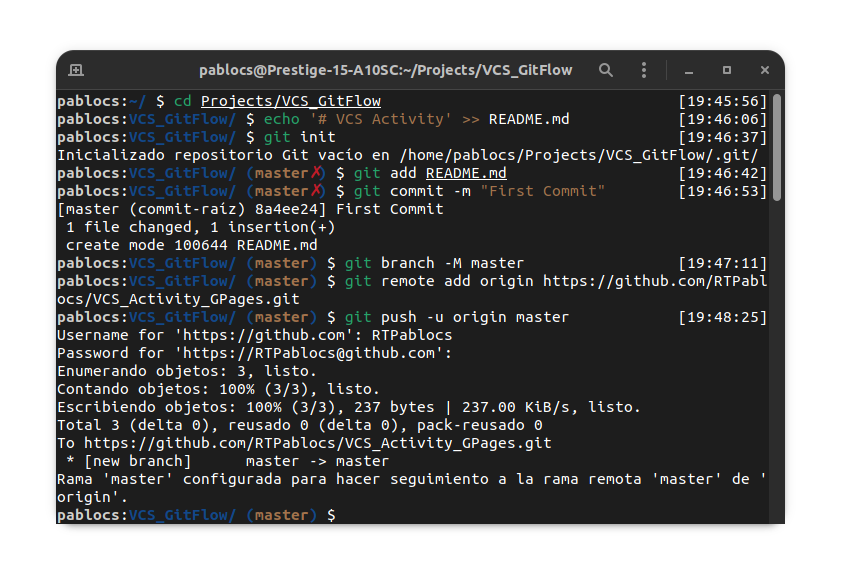 pablocs@Prestige-15-A10SC:~/Projects/VCS_GitFlow
pablocs:~/ $ cd Projects/VCS_GitFlow [19:45:56]
pablocs:VCS_GitFlow/ $ echo '# VCS Activity' >> README.md [19:46:06]
pablocs:VCS_GitFlow/ $ git init [19:46:37]
Inicializado repositorio Git vacío en /home/pablocs/Projects/VCS_GitFlow/.git/
pablocs:VCS_GitFlow/ (master✗) $ git add README.md [19:46:42]
pablocs:VCS_GitFlow/ (master✗) $ git commit -m "First Commit" [19:46:53]
[master (commit-raíz) 8a4ee24] First Commit
 1 file changed, 1 insertion(+)
 create mode 100644 README.md
pablocs:VCS_GitFlow/ (master) $ git branch -M master [19:47:11]
pablocs:VCS_GitFlow/ (master) $ git remote add origin https://github.com/RTPabl
ocs/VCS_Activity_GPages.git
pablocs:VCS_GitFlow/ (master) $ git push -u origin master [19:48:25]
Username for 'https://github.com': RTPablocs
Password for 'https://RTPablocs@github.com':
Enumerando objetos: 3, listo.
Contando objetos: 100% (3/3), listo.
Escribiendo objetos: 100% (3/3), 237 bytes | 237.00 KiB/s, listo.
Total 3 (delta 0), reusado 0 (delta 0), pack-reusado 0
To https://github.com/RTPablocs/VCS_Activity_GPages.git
 * [new branch]      master -> master
Rama 'master' configurada para hacer seguimiento a la rama remota 'master' de '
origin'.
pablocs:VCS_GitFlow/ (master) $